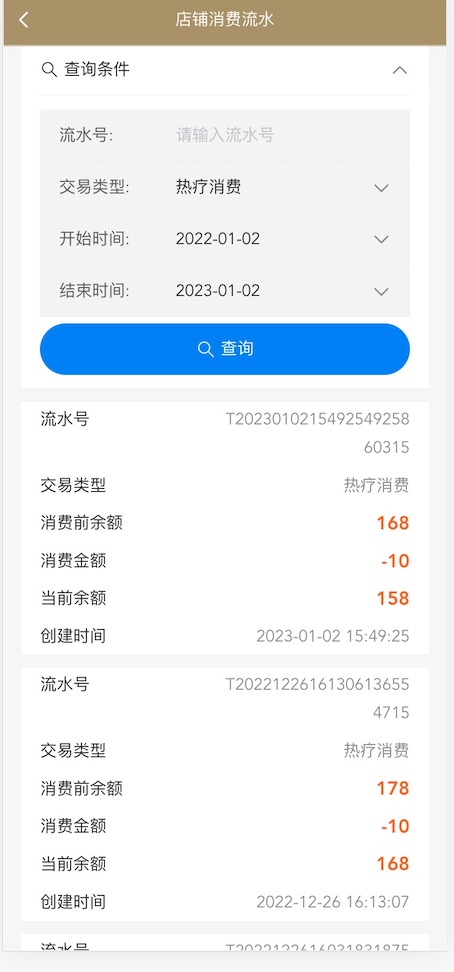 店铺消费流水
查询条件
流水号: 请输入流水号
交易类型: 热疗消费
开始时间: 2022-01-02
结束时间: 2023-01-02
查询
流水号 T2023010215492549258
60315
交易类型 热疗消费
消费前余额 168
消费金额 -10
当前余额 158
创建时间 2023-01-02 15:49:25
流水号 T2022122616130613655
4715
交易类型 热疗消费
消费前余额 178
消费金额 -10
当前余额 168
创建时间 2022-12-26 16:13:07
流水号 T2022122616031831875